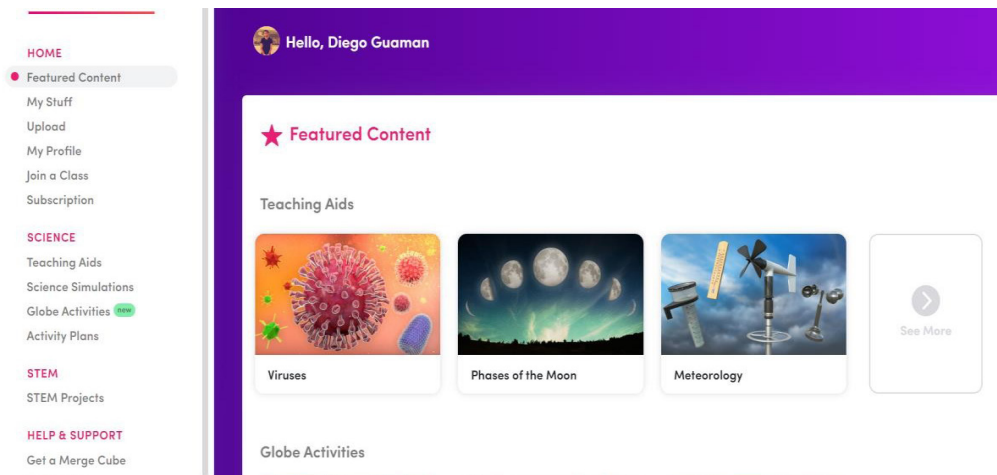 HOME
Featured Content
My Stuff
Upload
My Profile
Join a Class
Subscription
SCIENCE
Teaching Aids
Science Simulations
Globe Activities new
Activity Plans
STEM
STEM Projects
HELP & SUPPORT
Get a Merge Cube
Hello, Diego Guaman
Featured Content
Teaching Aids
Viruses
Phases of the Moon
Meteorology
See More
Globe Activities